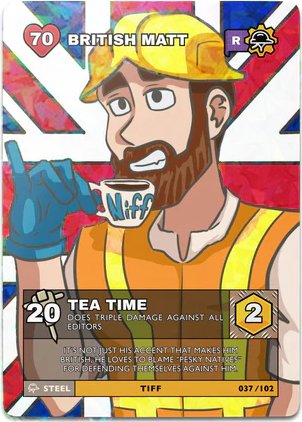 70 BRITISH MATT R
Niff
20 TEA TIME 2
DOES TRIPLE DAMAGE AGAINST ALL
EDITORS.
IT'S NOT JUST HIS ACCENT THAT MAKES HIM
BRITISH, HE LOVES TO BLAME "PESKY NATIVES"
FOR DEFENDING THEMSELVES AGAINST HIM.
STEEL TIFF 037/102